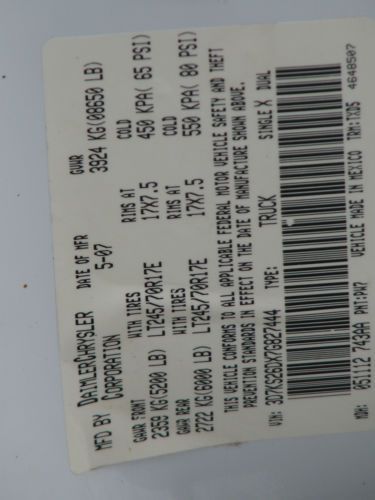 MFD BY DAIMLERCHRYSLER CORPORATION DATE OF MFR 5-07 GVWR 3924 KG(08650 LB)
GAWR FRONT WITH TIRES RIMS AT COLD
2359 KG(5200 LB) LT245/70R17E 17X7.5 450 KPA( 65 PSI)
GAWR REAR WITH TIRES RIMS AT COLD
2722 KG(6000 LB) LT245/70R17E 17X7.5 550 KPA( 80 PSI)
THIS VEHICLE CONFORMS TO ALL APPLICABLE FEDERAL MOTOR VEHICLE SAFETY AND THEFT
PREVENTION STANDARDS IN EFFECT ON THE DATE OF MANUFACTURE SHOWN ABOVE.
VIN: 3D7KS26DX7G827444 TYPE: TRUCK SINGLE X DUAL
MDH: 051112 743AA PNT:PW7 VEHICLE MADE IN MEXICO TRM:TXD5 4648507